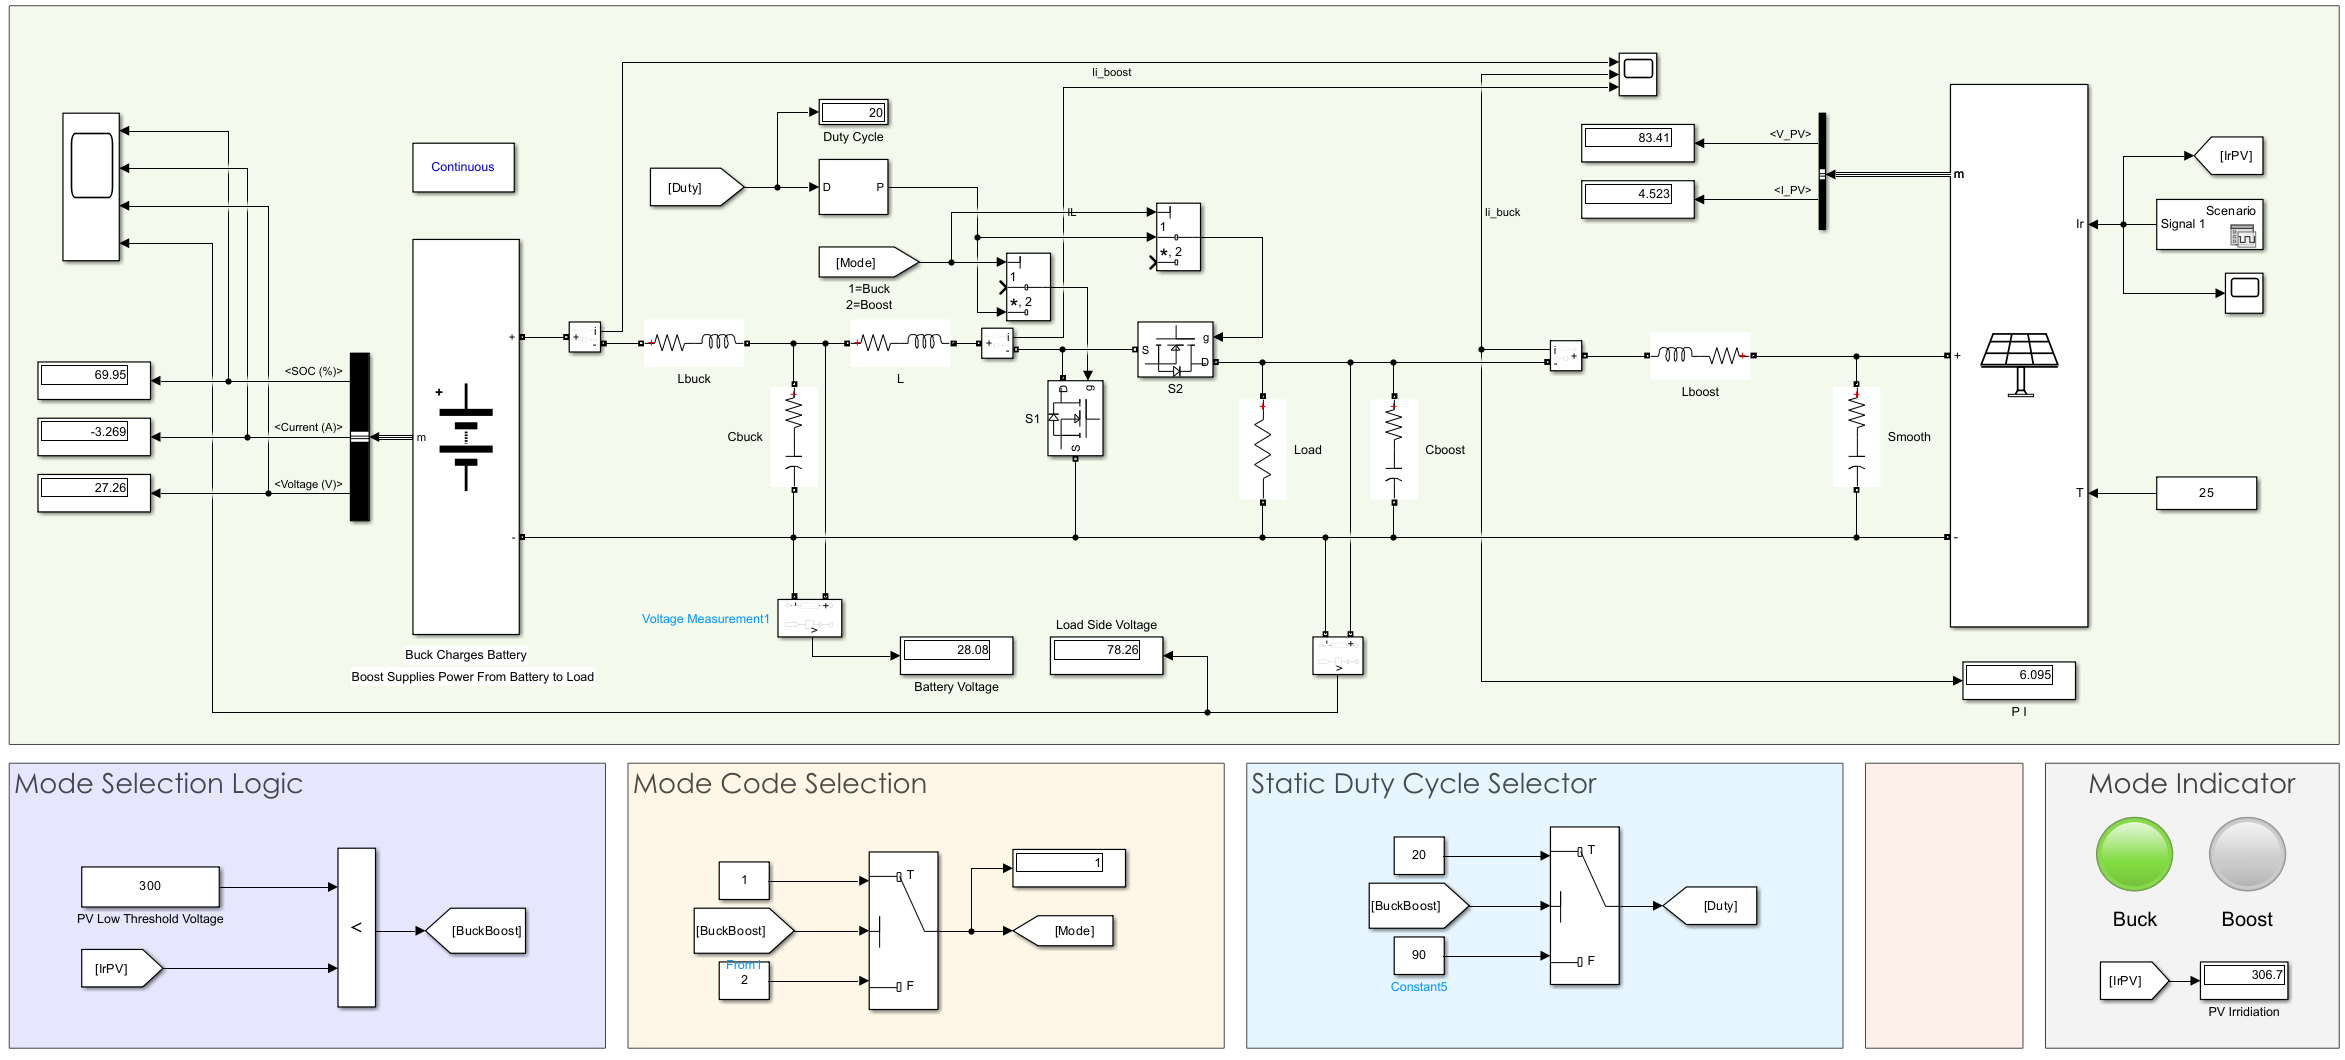 Ii_boost
Continuous
20
Duty Cycle
[Duty]
D
P
IL
[Mode]
1=Buck
2=Boost
1
*, 2
1
*, 2
Ii_buck
83.41
<V_PV>
4.523
<I_PV>
m
Ir
T
+
-
[IrPV]
Scenario
Signal 1
25
69.95
<SOC (%)>
-3.269
<Current (A)>
27.26
<Voltage (V)>
m
+
+
-
+
i
-
Lbuck
L
+
i
-
S
g
D
S2
D
g
S
S1
Cbuck
Load
Cboost
i
+
-
Lboost
Smooth
Voltage Measurement1
-
+
v
28.08
Battery Voltage
Load Side Voltage
78.26
-
+
v
6.095
P I
Buck Charges Battery
Boost Supplies Power From Battery to Load
Mode Selection Logic
300
PV Low Threshold Voltage
[IrPV]
<
[BuckBoost]
Mode Code Selection
1
[BuckBoost]
From1
2
T
F
1
[Mode]
Static Duty Cycle Selector
20
[BuckBoost]
90
Constant5
T
F
[Duty]
Mode Indicator
Buck
Boost
[IrPV]
306.7
PV Irridiation